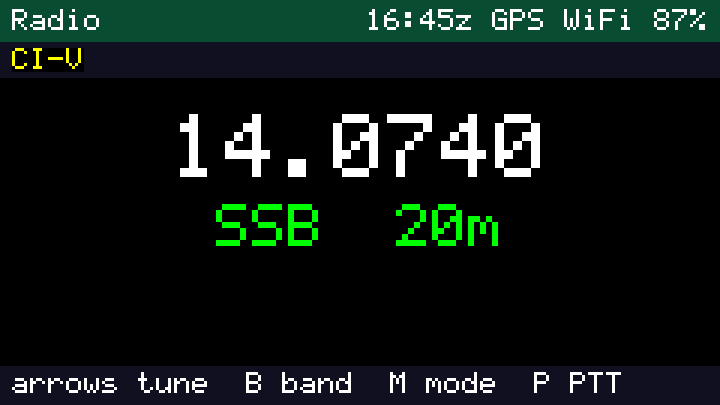 Radio 16:45z GPS WiFi 87%
CI-V
14.0740
SSB 20m
arrows tune B band M mode P PTT